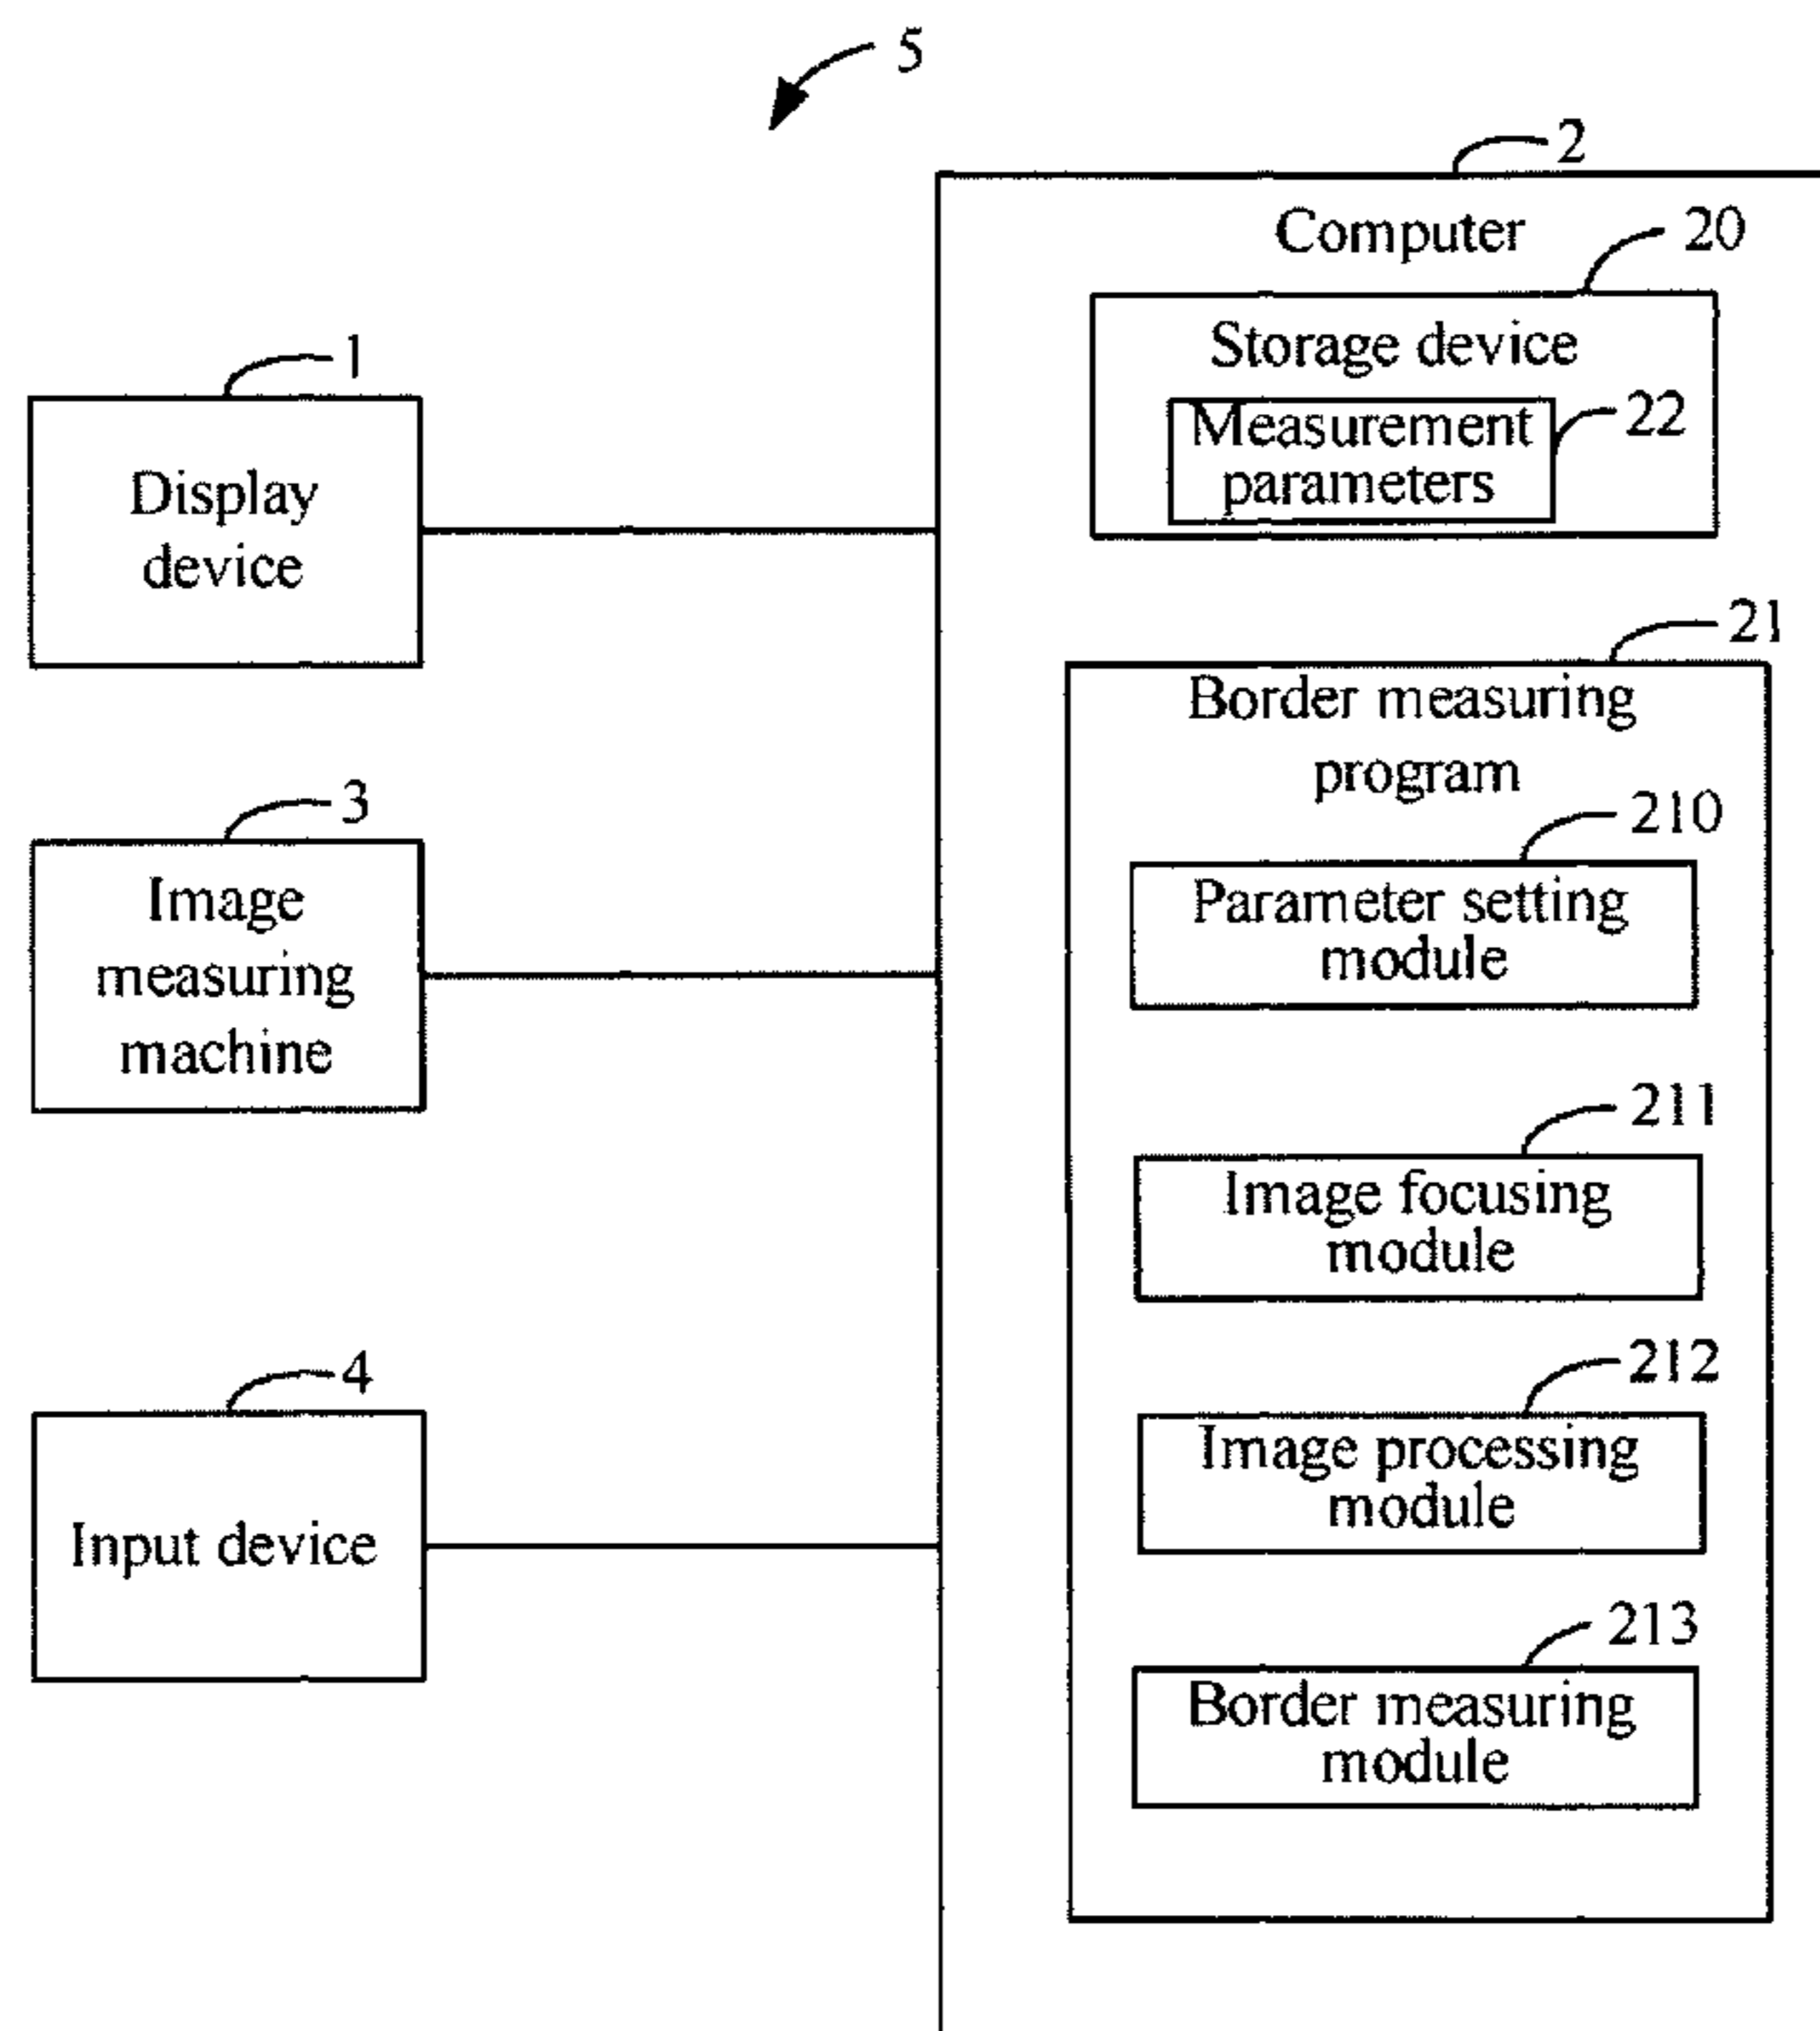 5
2
Computer
20
Storage device
22
Measurement
parameters
1
Display
device
21
Border measuring
program
3
Image
measuring
machine
210
Parameter setting
module
211
Image focusing
module
4
Input device
212
Image processing
module
213
Border measuring
module